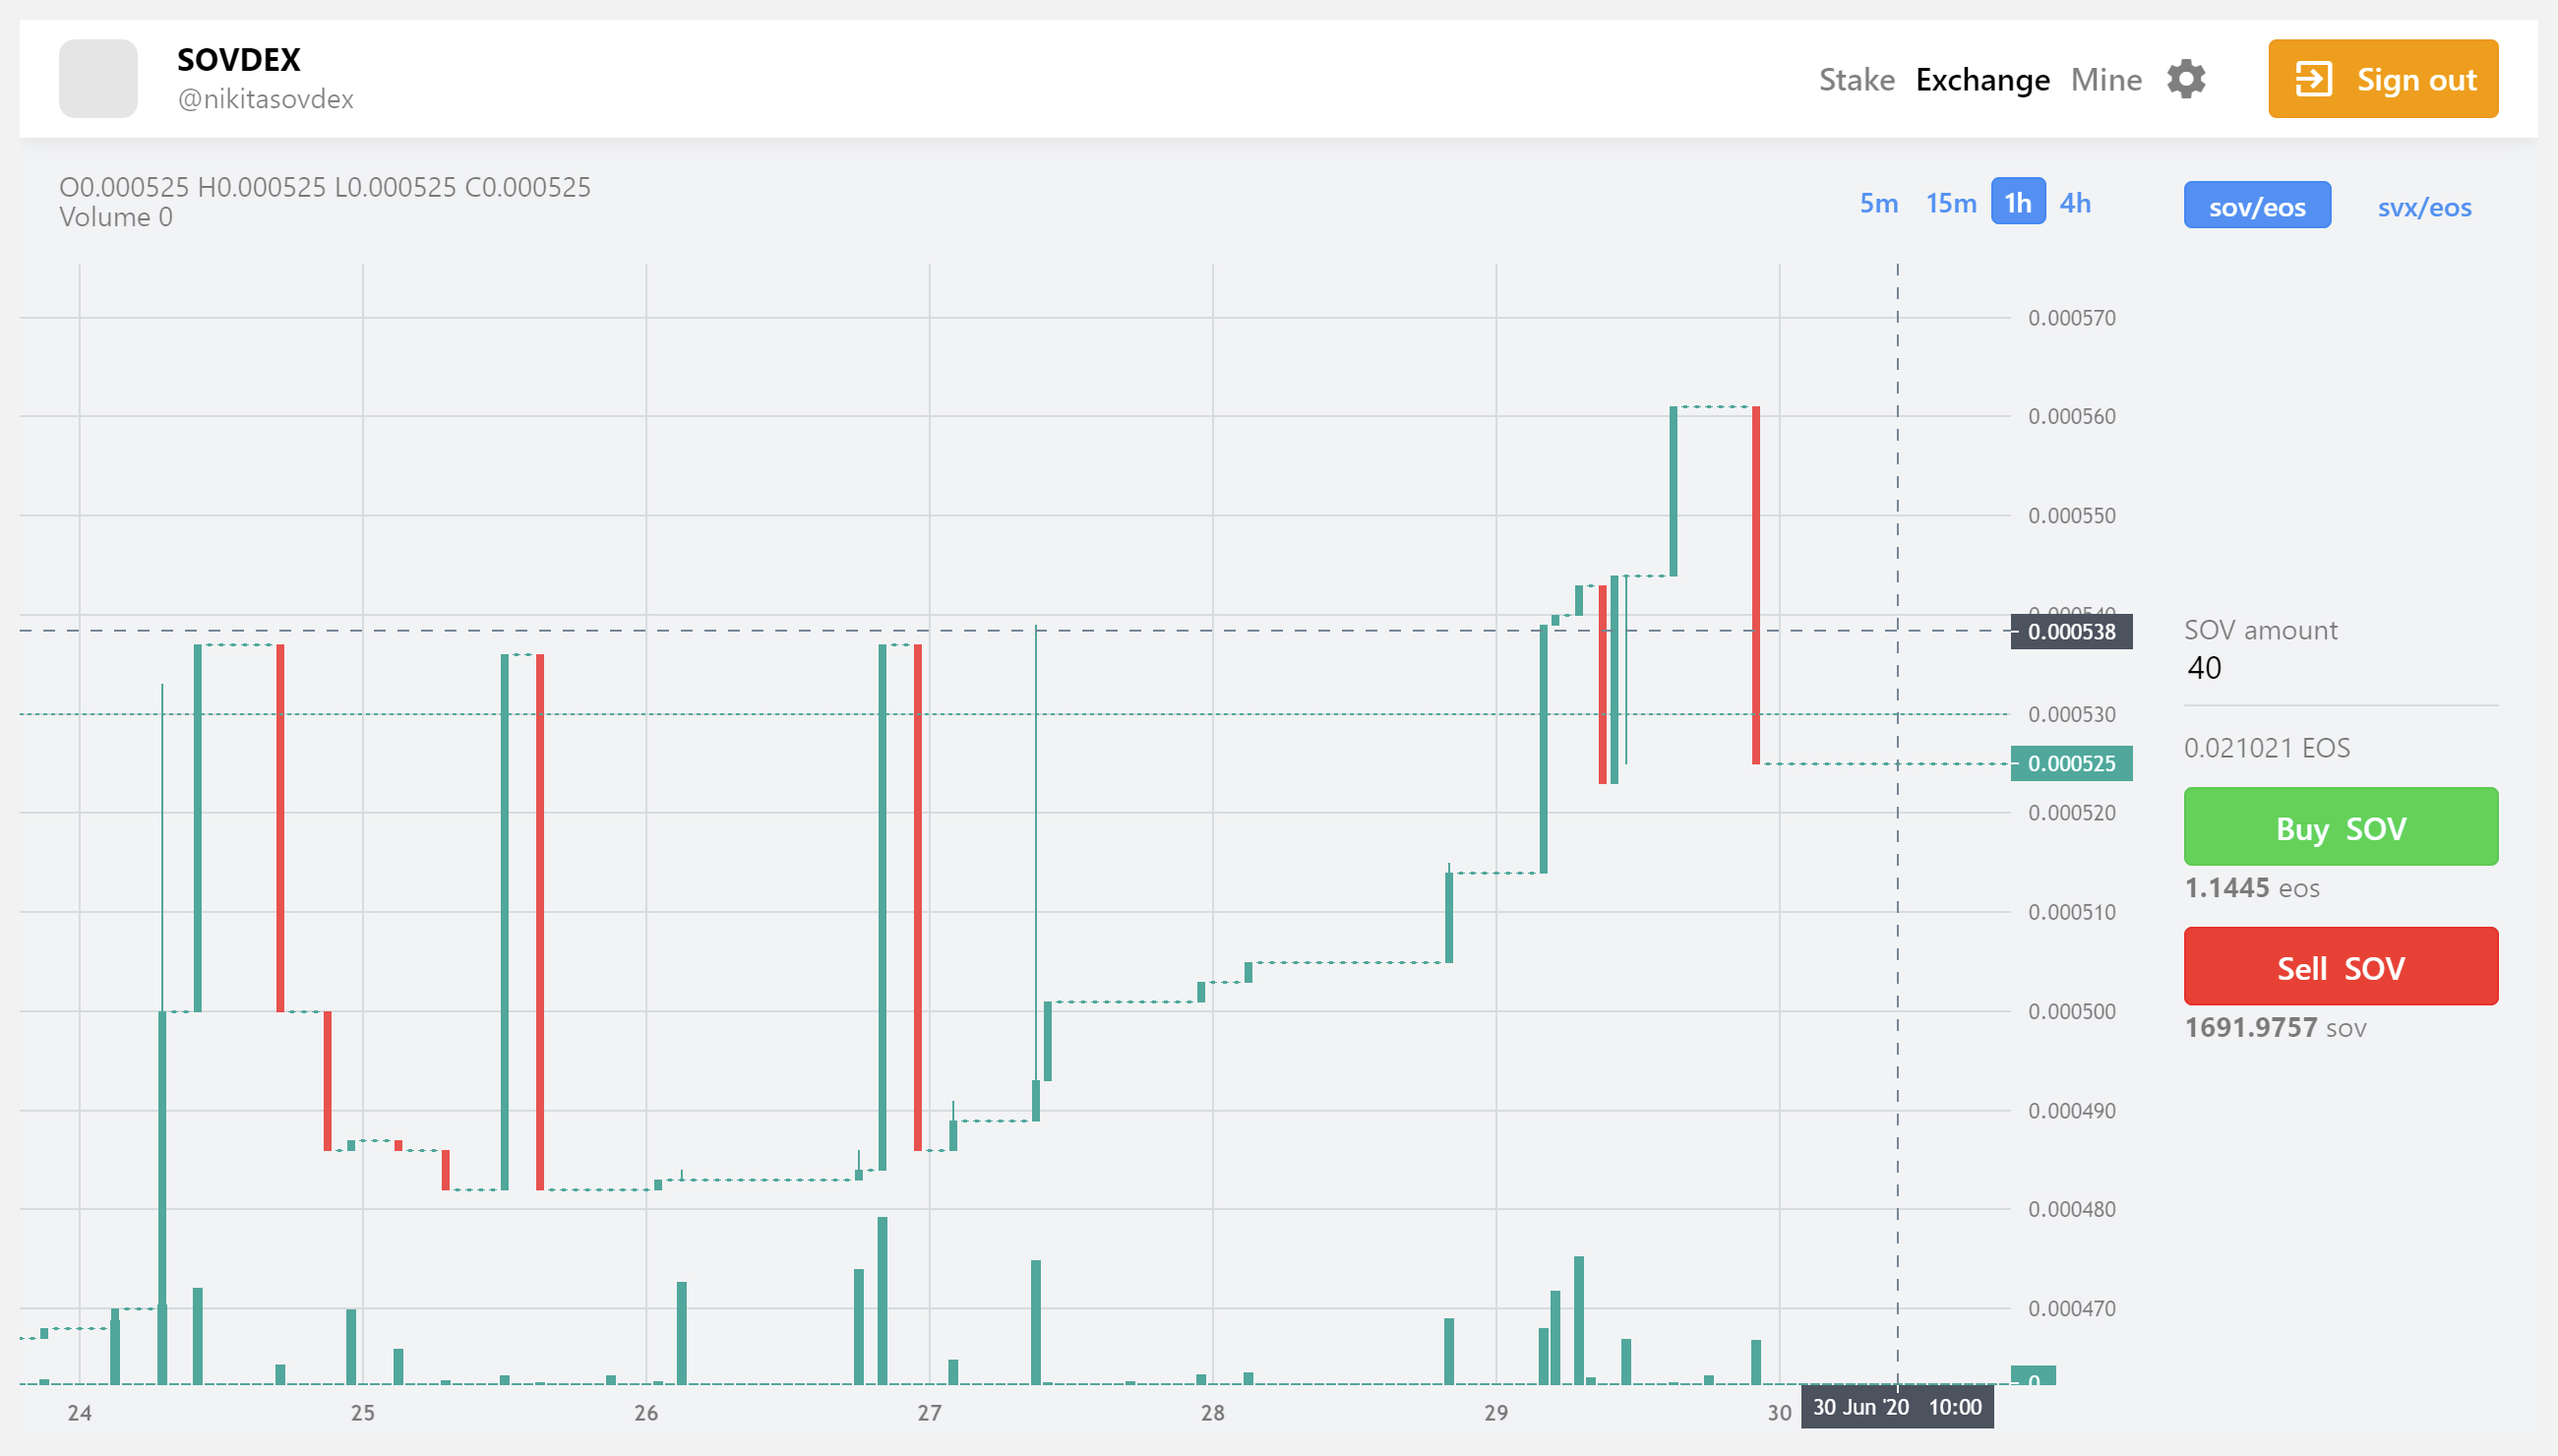 SOVDEX
@nikitasovdex
Stake Exchange Mine
Sign out
O0.000525 H0.000525 L0.000525 C0.000525
Volume 0
5m 15m 1h 4h
sov/eos svx/eos
0.000570
0.000560
0.000550
0.000540
0.000538
0.000530
0.000525
0.000520
0.000510
0.000500
0.000490
0.000480
0.000470
0
SOV amount
40
0.021021 EOS
Buy SOV
1.1445 eos
Sell SOV
1691.9757 sov
24 25 26 27 28 29 30 30 Jun '20 10:00